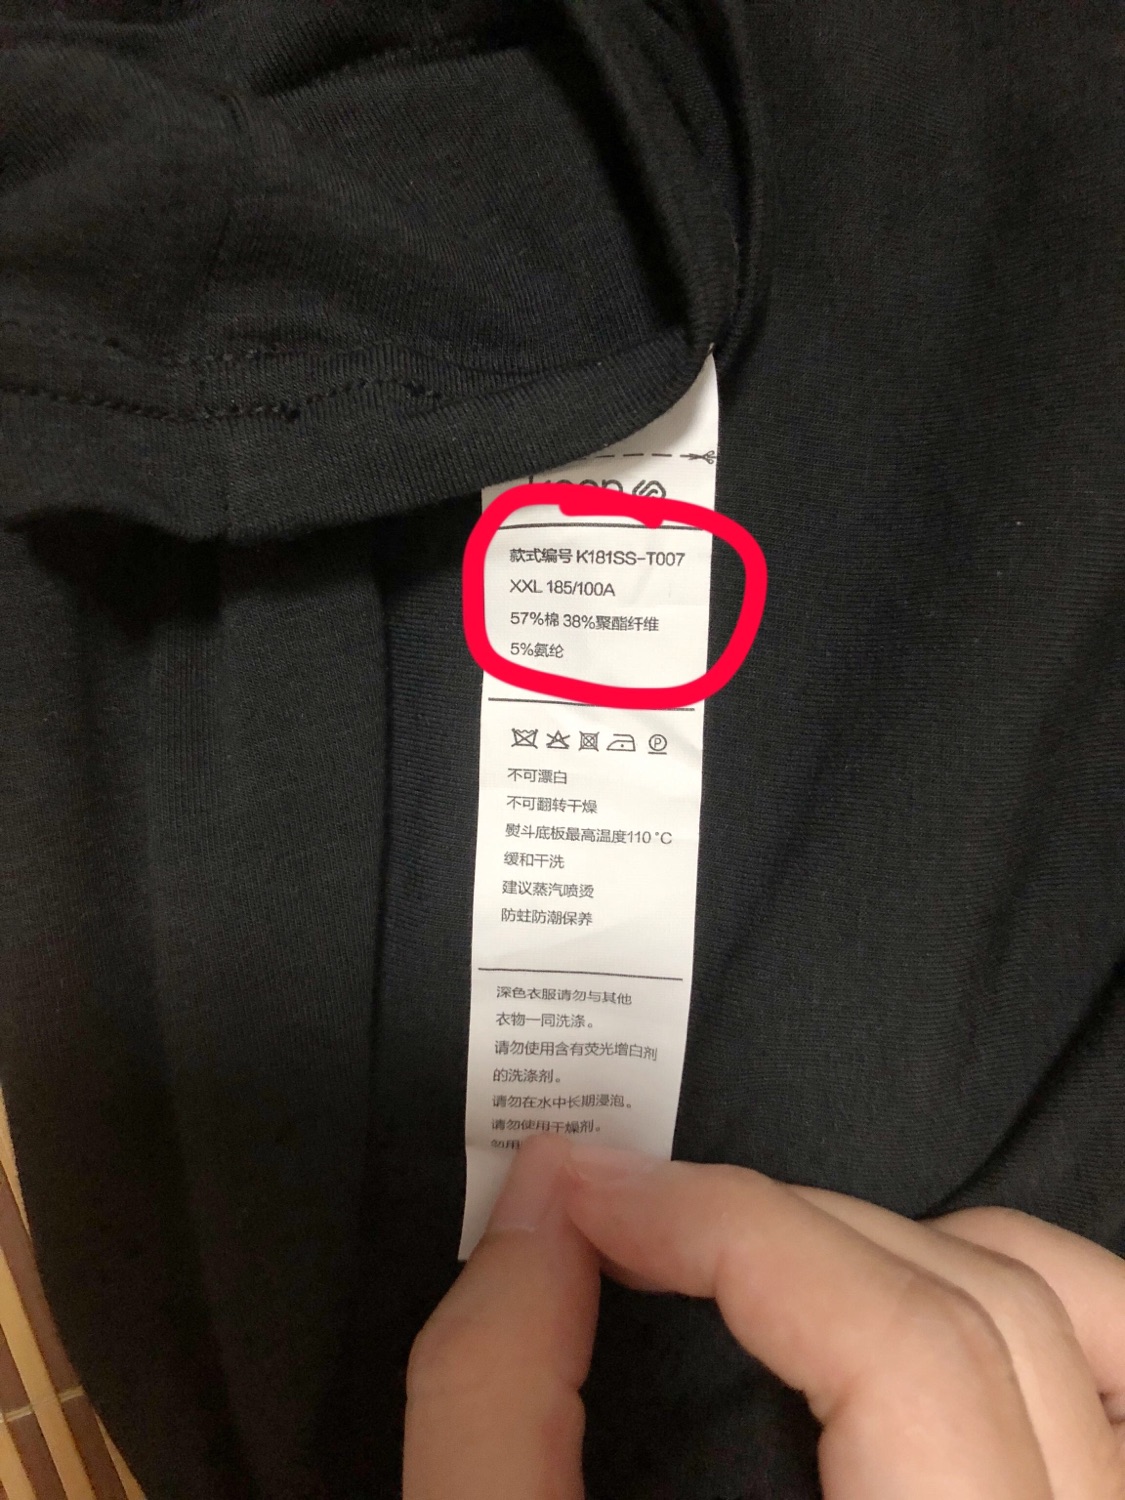 keep
款式编号 K181SS-T007
XXL 185/100A
57%棉 38%聚酯纤维
5%氨纶
P
不可漂白
不可翻转干燥
熨斗底板最高温度110℃
缓和干洗
建议蒸汽喷烫
防蛀防潮保养
深色衣服请勿与其他
衣物一同洗涤。
请勿使用含有荧光增白剂
的洗涤剂。
请勿在水中长期浸泡。
请勿使用干燥剂。
勿用